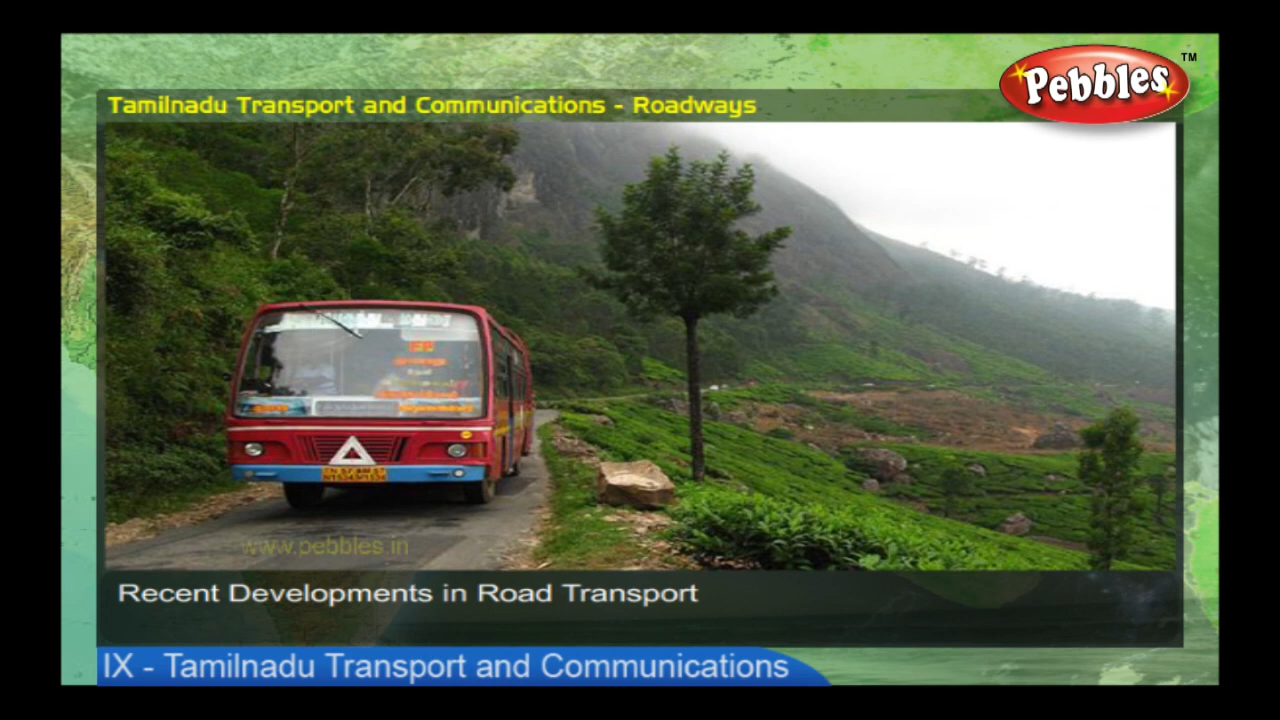 Pebbles TM
Tamilnadu Transport and Communications - Roadways
www.pebbles.in
Recent Developments in Road Transport
IX - Tamilnadu Transport and Communications